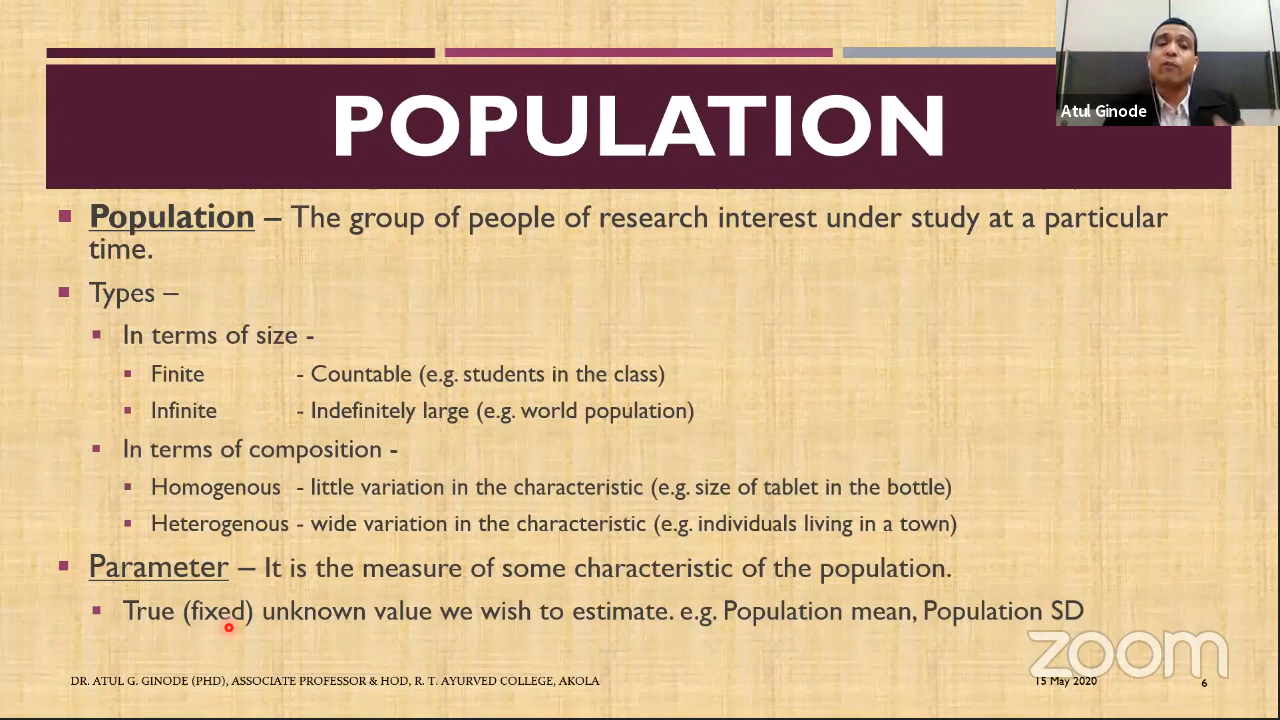 POPULATION
Atul Ginode
Population – The group of people of research interest under study at a particular
time.
Types –
In terms of size -
Finite - Countable (e.g. students in the class)
Infinite - Indefinitely large (e.g. world population)
In terms of composition -
Homogenous - little variation in the characteristic (e.g. size of tablet in the bottle)
Heterogenous - wide variation in the characteristic (e.g. individuals living in a town)
Parameter – It is the measure of some characteristic of the population.
True (fixed) unknown value we wish to estimate. e.g. Population mean, Population SD
zoom
DR. ATUL G. GINODE (PHD), ASSOCIATE PROFESSOR & HOD, R. T. AYURVED COLLEGE, AKOLA
15 May 2020
6